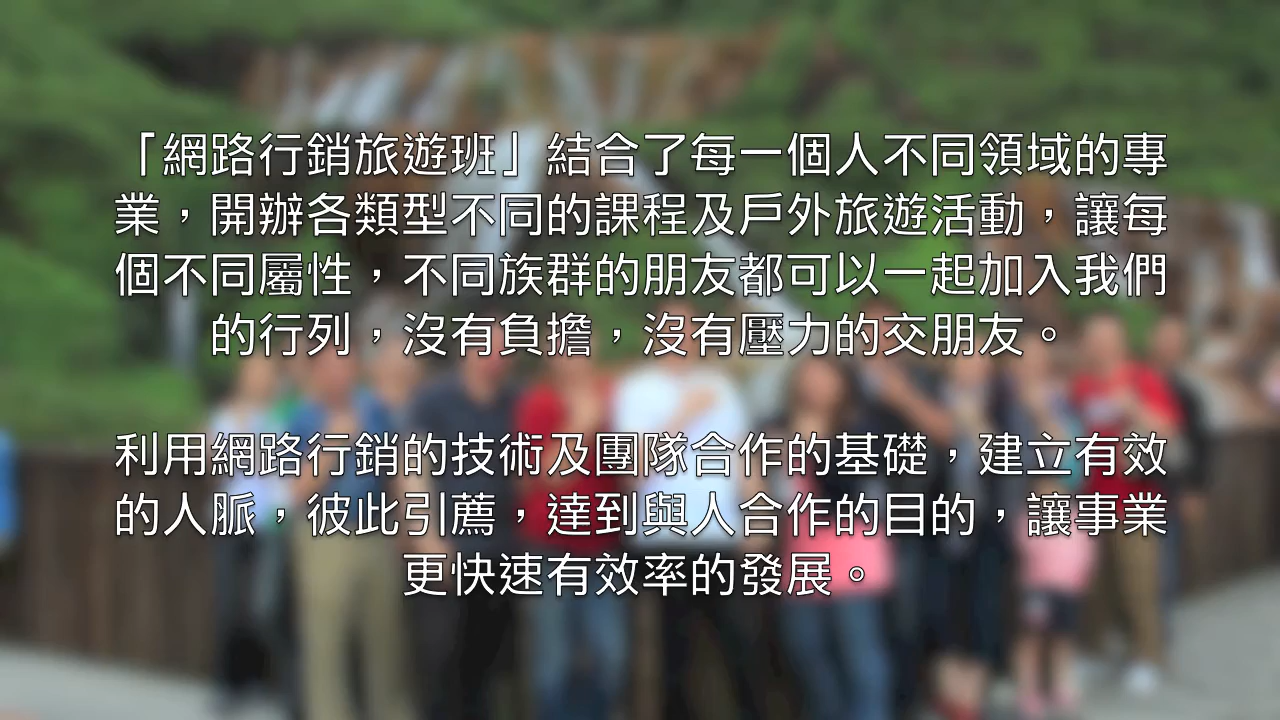 「網路行銷旅遊班」結合了每一個人不同領域的專
業，開辦各類型不同的課程及戶外旅遊活動，讓每
個不同屬性，不同族群的朋友都可以一起加入我們
的行列，沒有負擔，沒有壓力的交朋友。
利用網路行銷的技術及團隊合作的基礎，建立有效
的人脈，彼此引薦，達到與人合作的目的，讓事業
更快速有效率的發展。